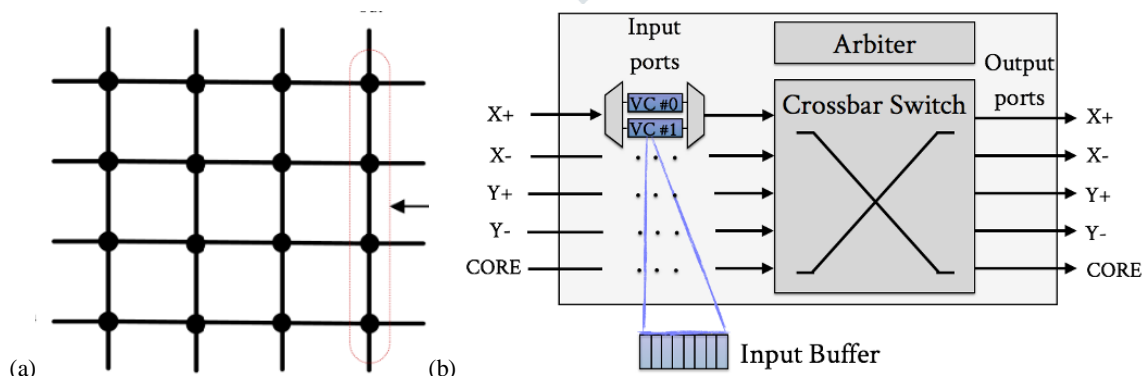 (a)
(b)
Input
ports
Arbiter
Output
ports
Crossbar Switch
VC #0
VC #1
X+
X-
Y+
Y-
CORE
X+
X-
Y+
Y-
CORE
Input Buffer